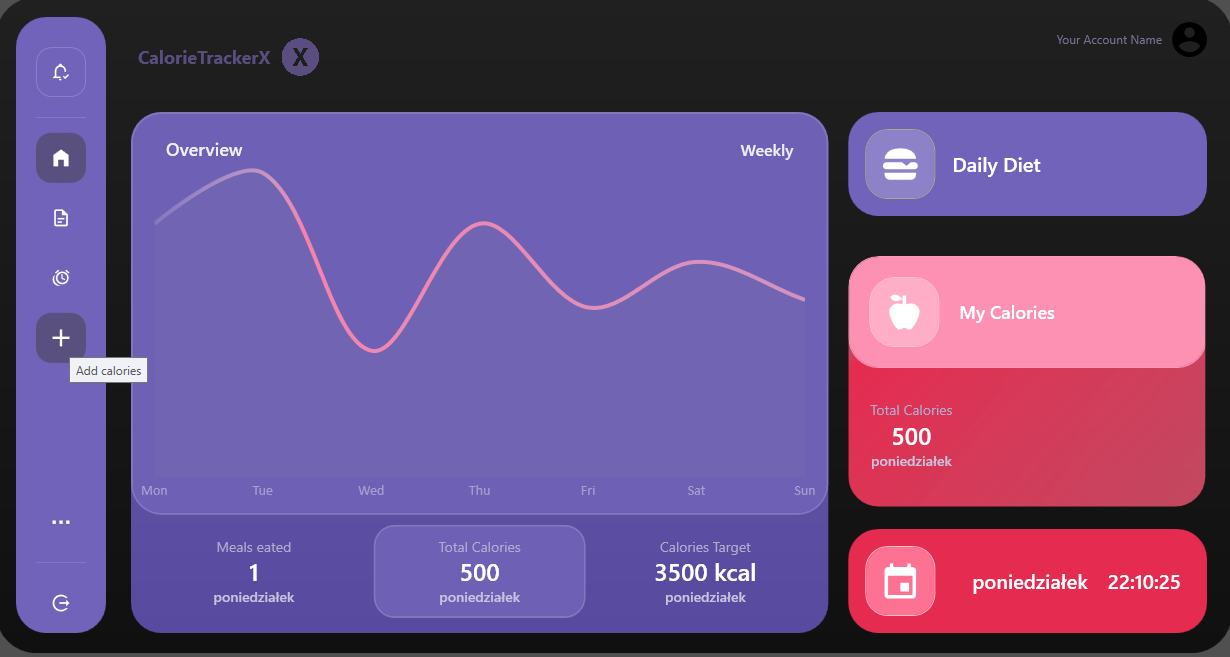 CalorieTrackerX X
Your Account Name
Overview
Weekly
Mon Tue Wed Thu Fri Sat Sun
Meals eated
1
poniedziałek
Total Calories
500
poniedziałek
Calories Target
3500 kcal
poniedziałek
Add calories
Daily Diet
My Calories
Total Calories
500
poniedziałek
poniedziałek 22:10:25